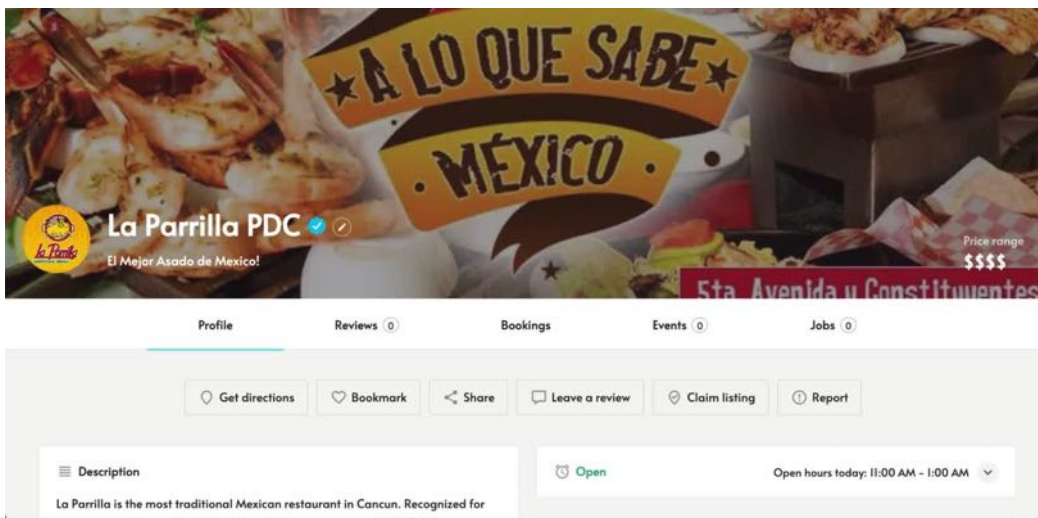 A LO QUE SABE
MÉXICO
La Parrilla
La Parrilla PDC
El Mejor Asado de Mexico!
Price range
$$$$
5ta Avenida y Constituyentes
Profile
Reviews 0
Bookings
Events 0
Jobs 0
Get directions
Bookmark
Share
Leave a review
Claim listing
Report
Description
Open
Open hours today: 11:00 AM - 1:00 AM
La Parrilla is the most traditional Mexican restaurant in Cancun. Recognized for